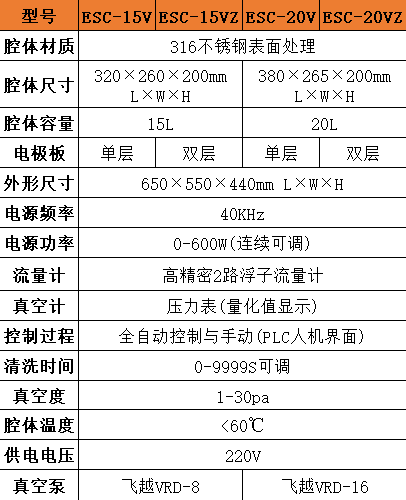 型号 ESC-15V ESC-15VZ ESC-20V ESC-20VZ
腔体材质 316不锈钢表面处理
腔体尺寸 320×260×200mm L×W×H 380×265×200mm L×W×H
腔体容量 15L 20L
电极板 单层 双层 单层 双层
外形尺寸 650×550×440mm L×W×H
电源频率 40KHz
电源功率 0-600W(连续可调)
流量计 高精密2路浮子流量计
真空计 压力表(量化值显示)
控制过程 全自动控制与手动(PLC人机界面)
清洗时间 0-9999S可调
真空度 1-30pa
腔体温度 <60℃
供电电压 220V
真空泵 飞越VRD-8 飞越VRD-16